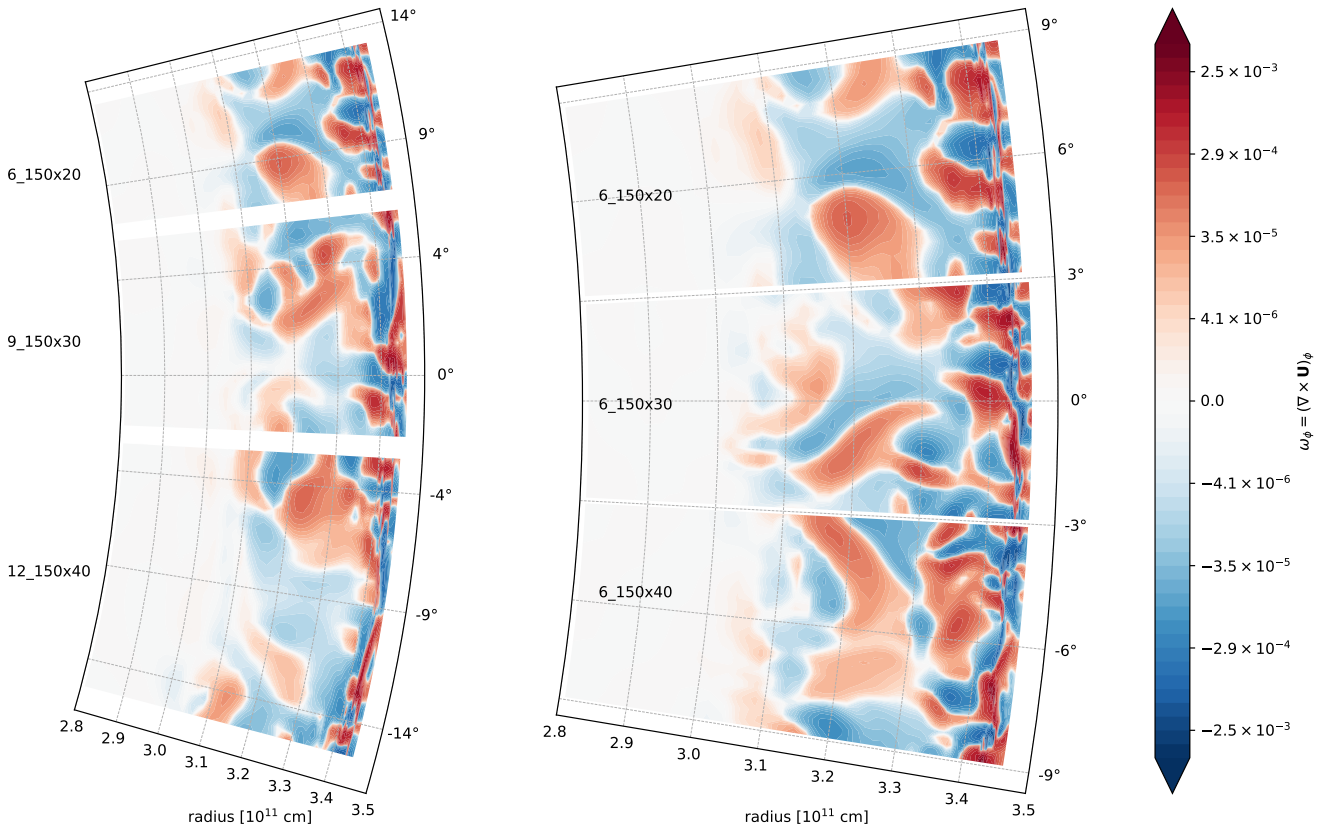 14°
9°
4°
0°
-4°
-9°
-14°
6_150x20
9_150x30
12_150x40
2.8
2.9
3.0
3.1
3.2
3.3
3.4
3.5
radius [10¹¹ cm]
9°
6°
3°
0°
-3°
-6°
-9°
6_150x20
6_150x30
6_150x40
2.8
2.9
3.0
3.1
3.2
3.3
3.4
3.5
radius [10¹¹ cm]
2.5 × 10⁻³
2.9 × 10⁻⁴
3.5 × 10⁻⁵
4.1 × 10⁻⁶
0.0
−4.1 × 10⁻⁶
−3.5 × 10⁻⁵
−2.9 × 10⁻⁴
−2.5 × 10⁻³
ω_ϕ = (∇ × U)_ϕ